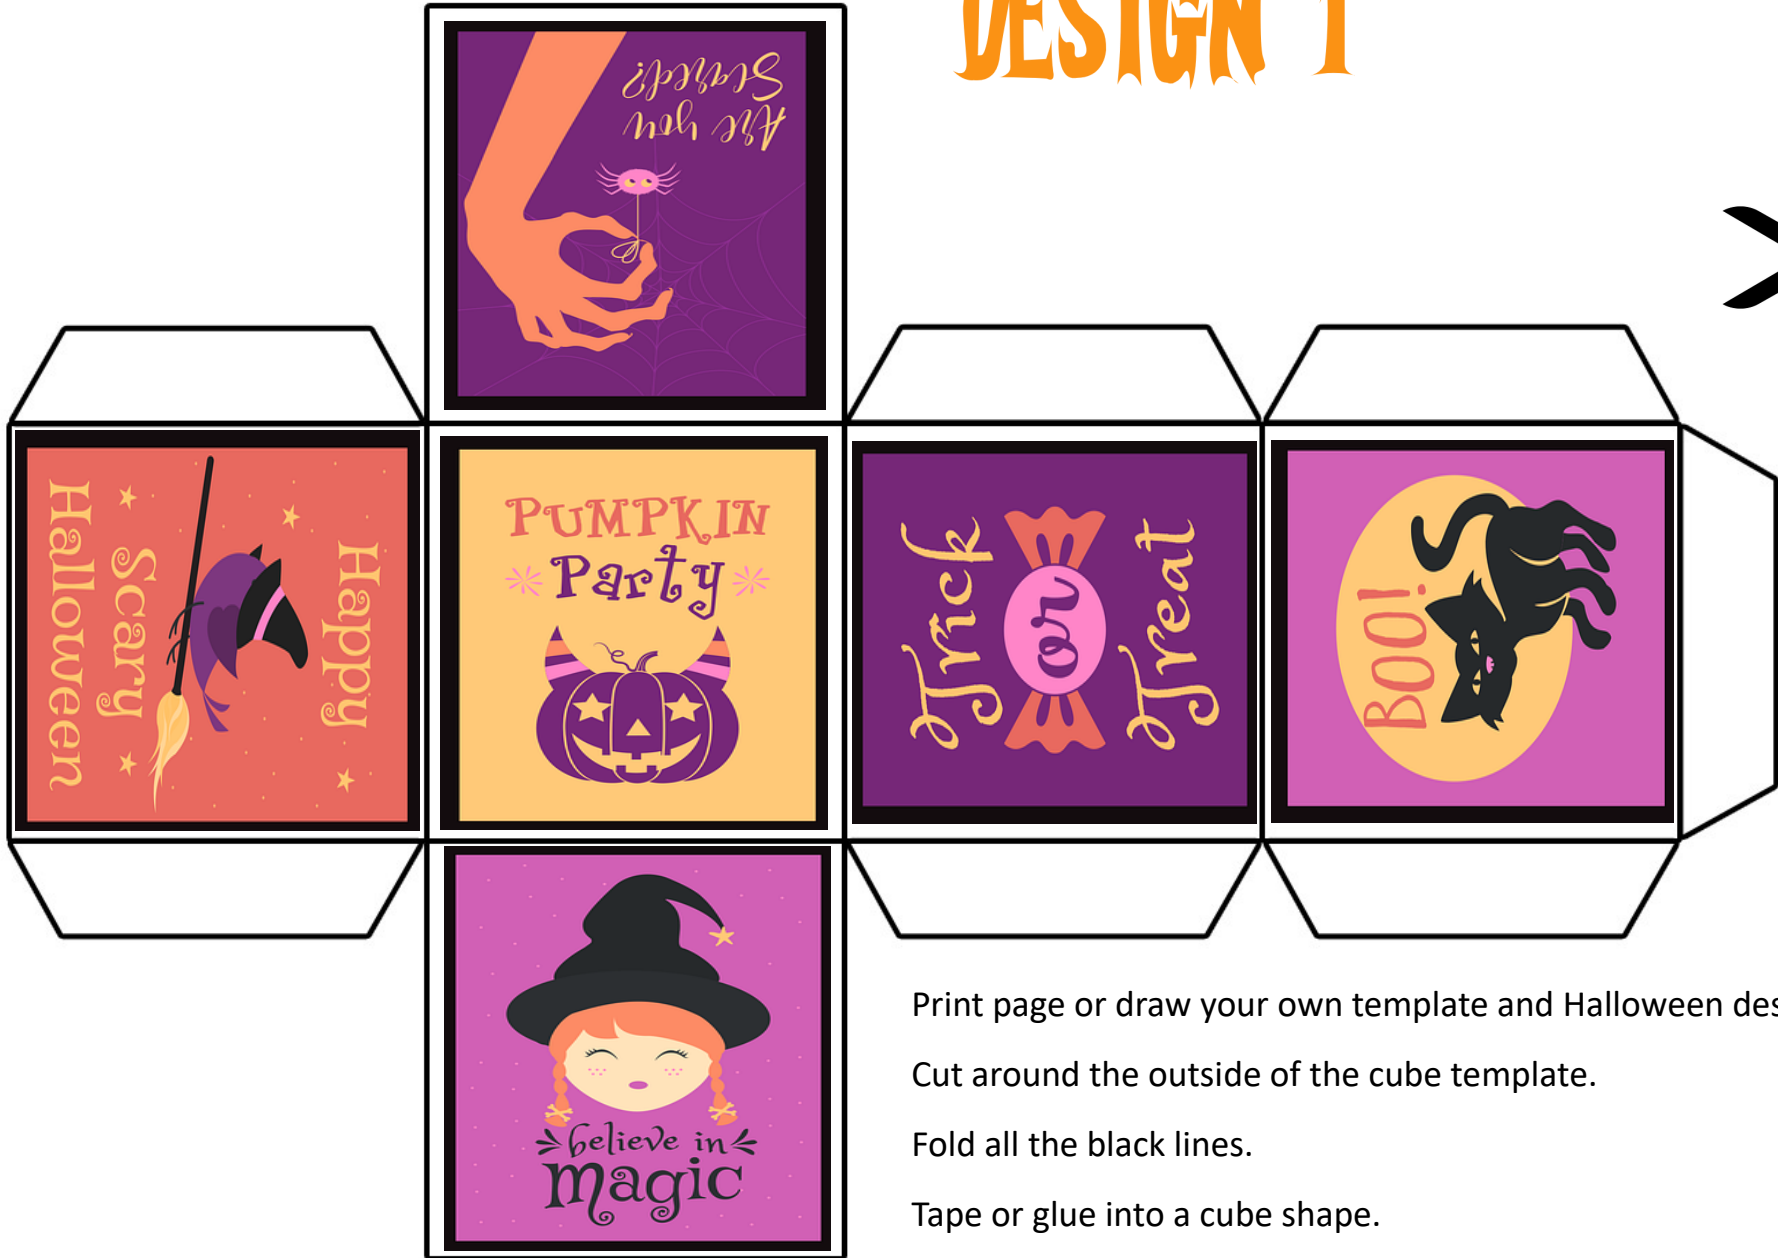 DESIGN 1
Are you
Scared?
Happy
Scary
Halloween
PUMPKIN
Party
Trick
or
Treat
BOO!
believe in
magic
Print page or draw your own template and Halloween des
Cut around the outside of the cube template.
Fold all the black lines.
Tape or glue into a cube shape.